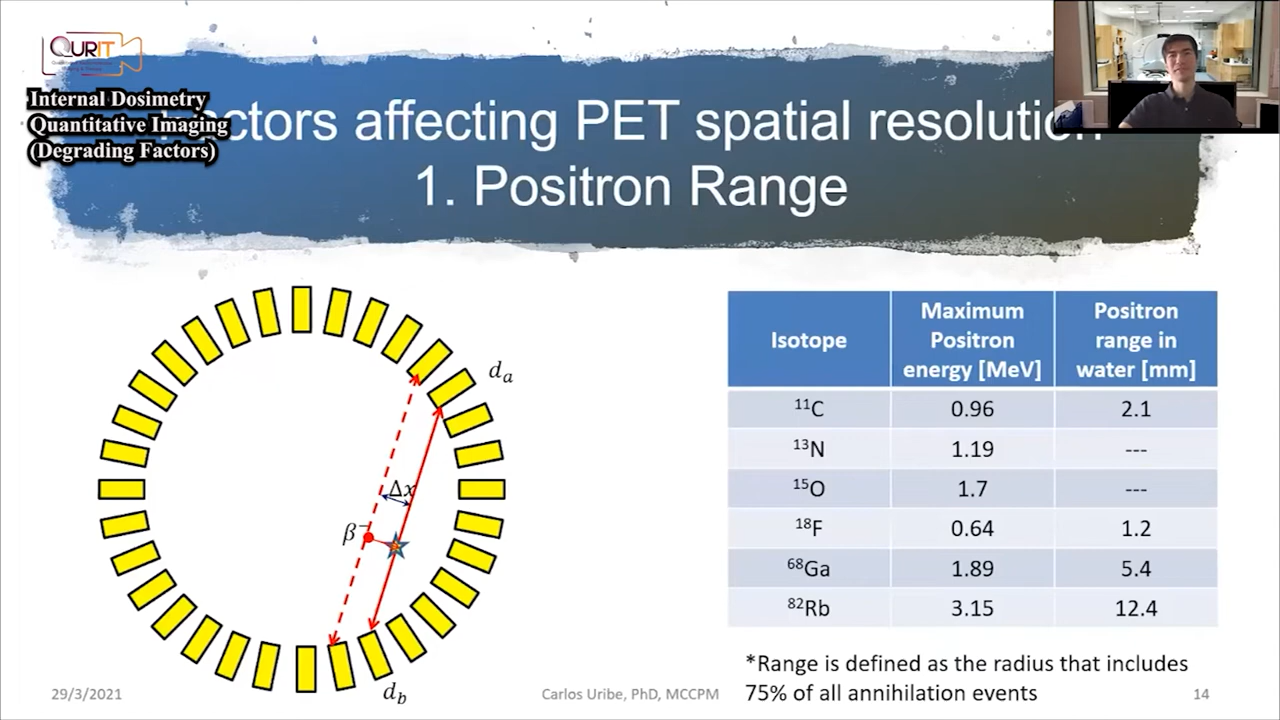 QURIT
Internal Dosimetry
Quantitative Imaging
(Degrading Factors)
ctors affecting PET spatial resolution
1. Positron Range
d_a
Δx
β⁻
d_b
Isotope Maximum Positron energy [MeV] Positron range in water [mm]
¹¹C 0.96 2.1
¹³N 1.19 ---
¹⁵O 1.7 ---
¹⁸F 0.64 1.2
⁶⁸Ga 1.89 5.4
⁸²Rb 3.15 12.4
*Range is defined as the radius that includes
75% of all annihilation events
29/3/2021
Carlos Uribe, PhD, MCCPM
14